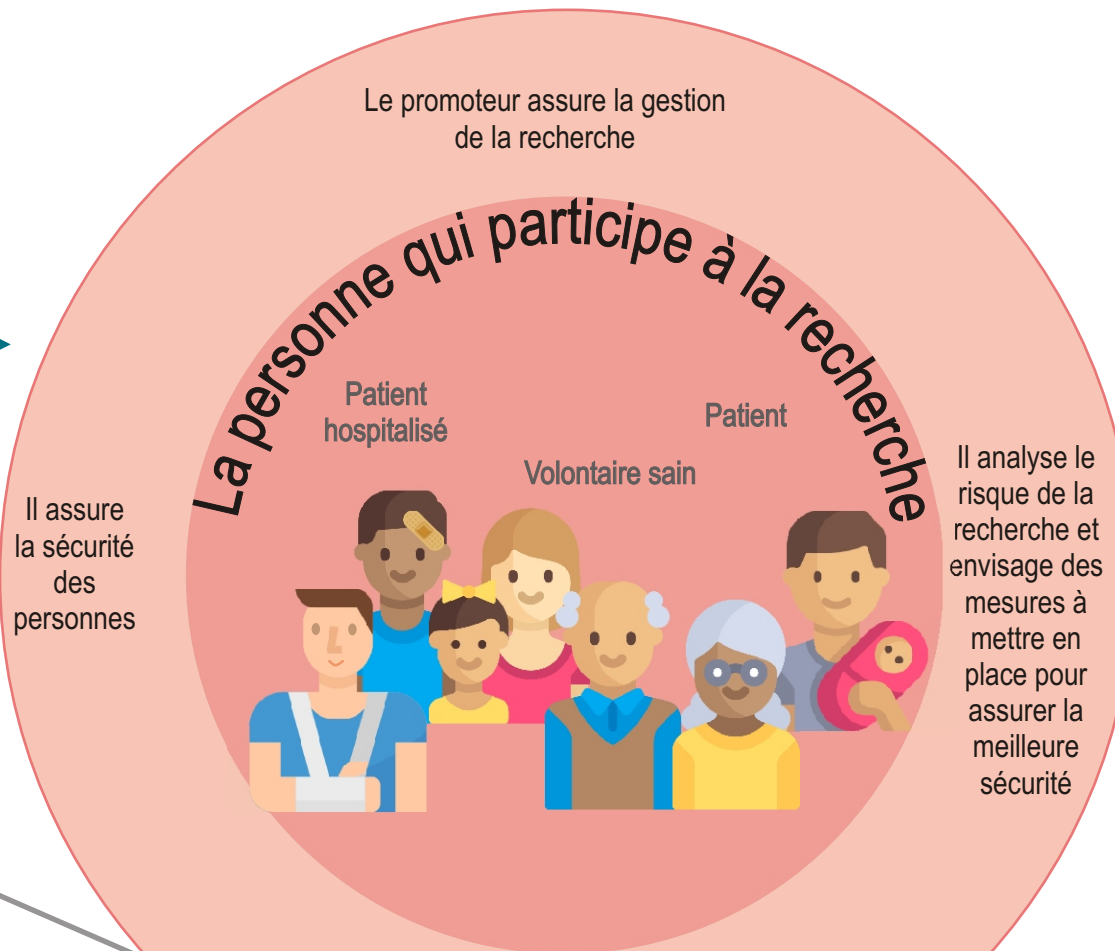 Le promoteur assure la gestion
de la recherche
La personne qui participe à la recherche
Patient
hospitalisé
Patient
Volontaire sain
Il assure
la sécurité
des
personnes
Il analyse le
risque de la
recherche et
envisage des
mesures à
mettre en
place pour
assurer la
meilleure
sécurité